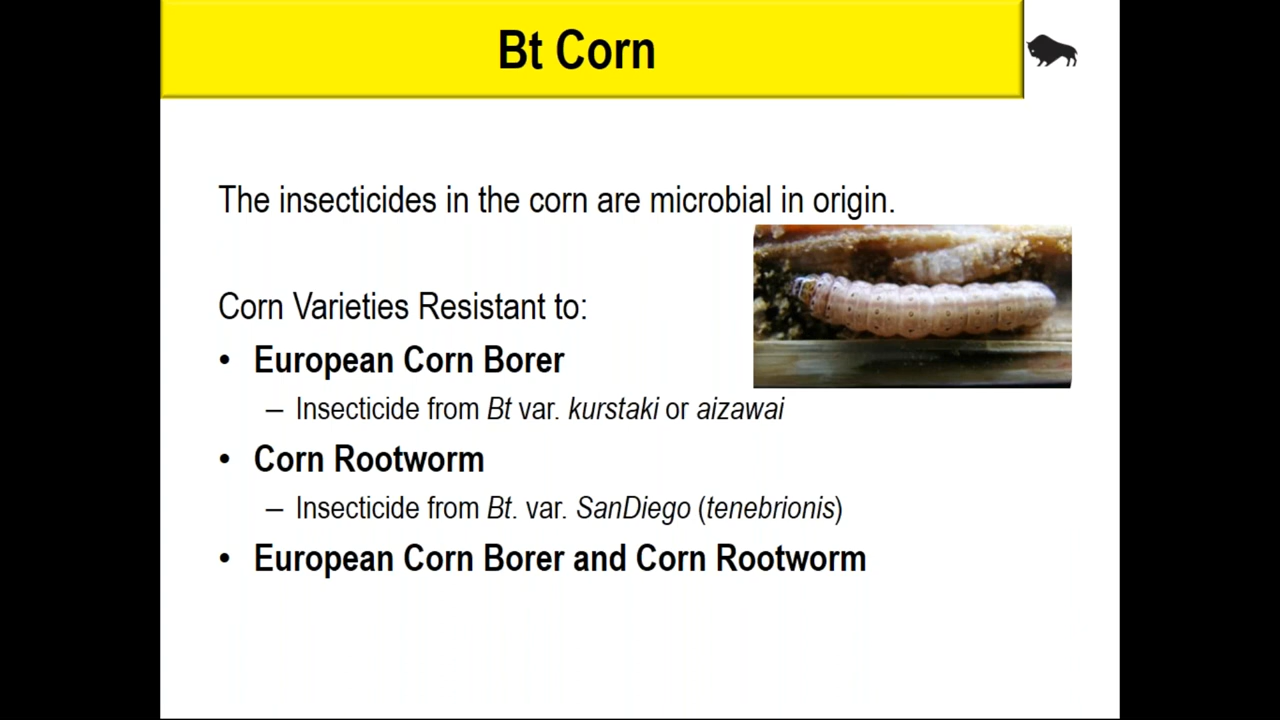 Bt Corn
The insecticides in the corn are microbial in origin.
Corn Varieties Resistant to:
• European Corn Borer
– Insecticide from Bt var. kurstaki or aizawai
• Corn Rootworm
– Insecticide from Bt. var. SanDiego (tenebrionis)
• European Corn Borer and Corn Rootworm